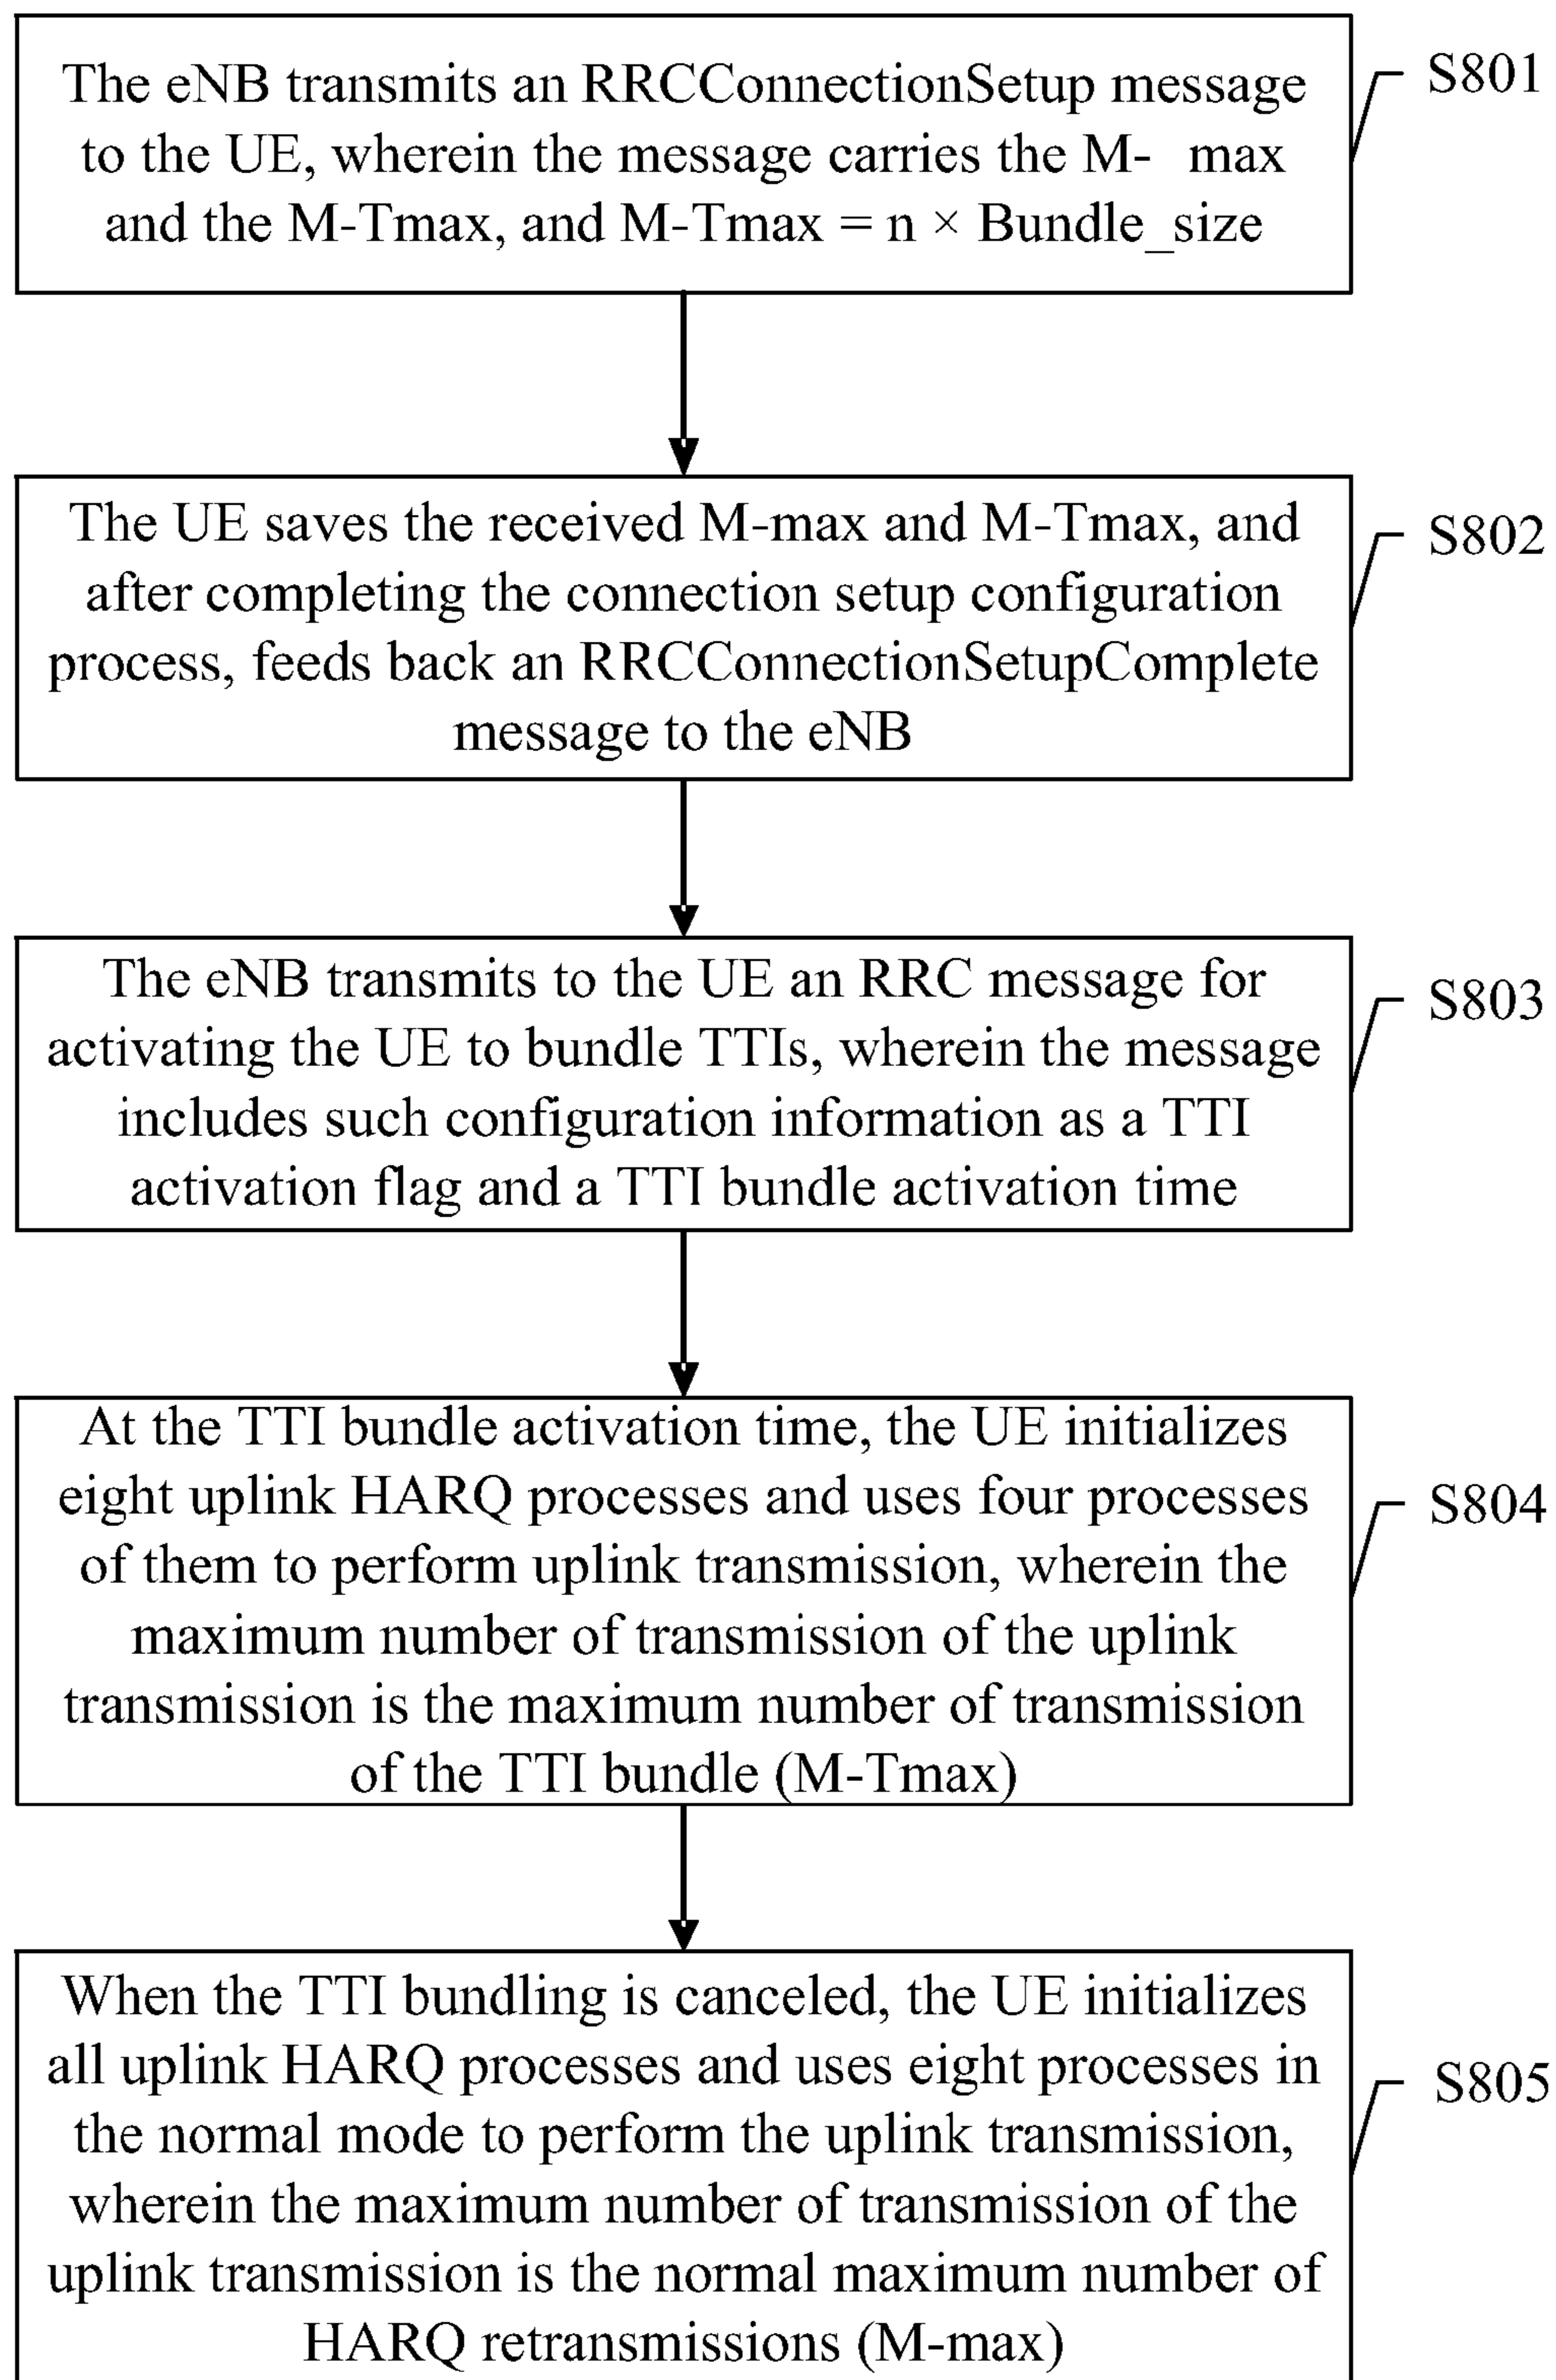 The eNB transmits an RRCConnectionSetup message
to the UE, wherein the message carries the M- max
and the M-Tmax, and M-Tmax = n × Bundle_size
S801
The UE saves the received M-max and M-Tmax, and
after completing the connection setup configuration
process, feeds back an RRCConnectionSetupComplete
message to the eNB
S802
The eNB transmits to the UE an RRC message for
activating the UE to bundle TTIs, wherein the message
includes such configuration information as a TTI
activation flag and a TTI bundle activation time
S803
At the TTI bundle activation time, the UE initializes
eight uplink HARQ processes and uses four processes
of them to perform uplink transmission, wherein the
maximum number of transmission of the uplink
transmission is the maximum number of transmission
of the TTI bundle (M-Tmax)
S804
When the TTI bundling is canceled, the UE initializes
all uplink HARQ processes and uses eight processes in
the normal mode to perform the uplink transmission,
wherein the maximum number of transmission of the
uplink transmission is the normal maximum number of
HARQ retransmissions (M-max)
S805